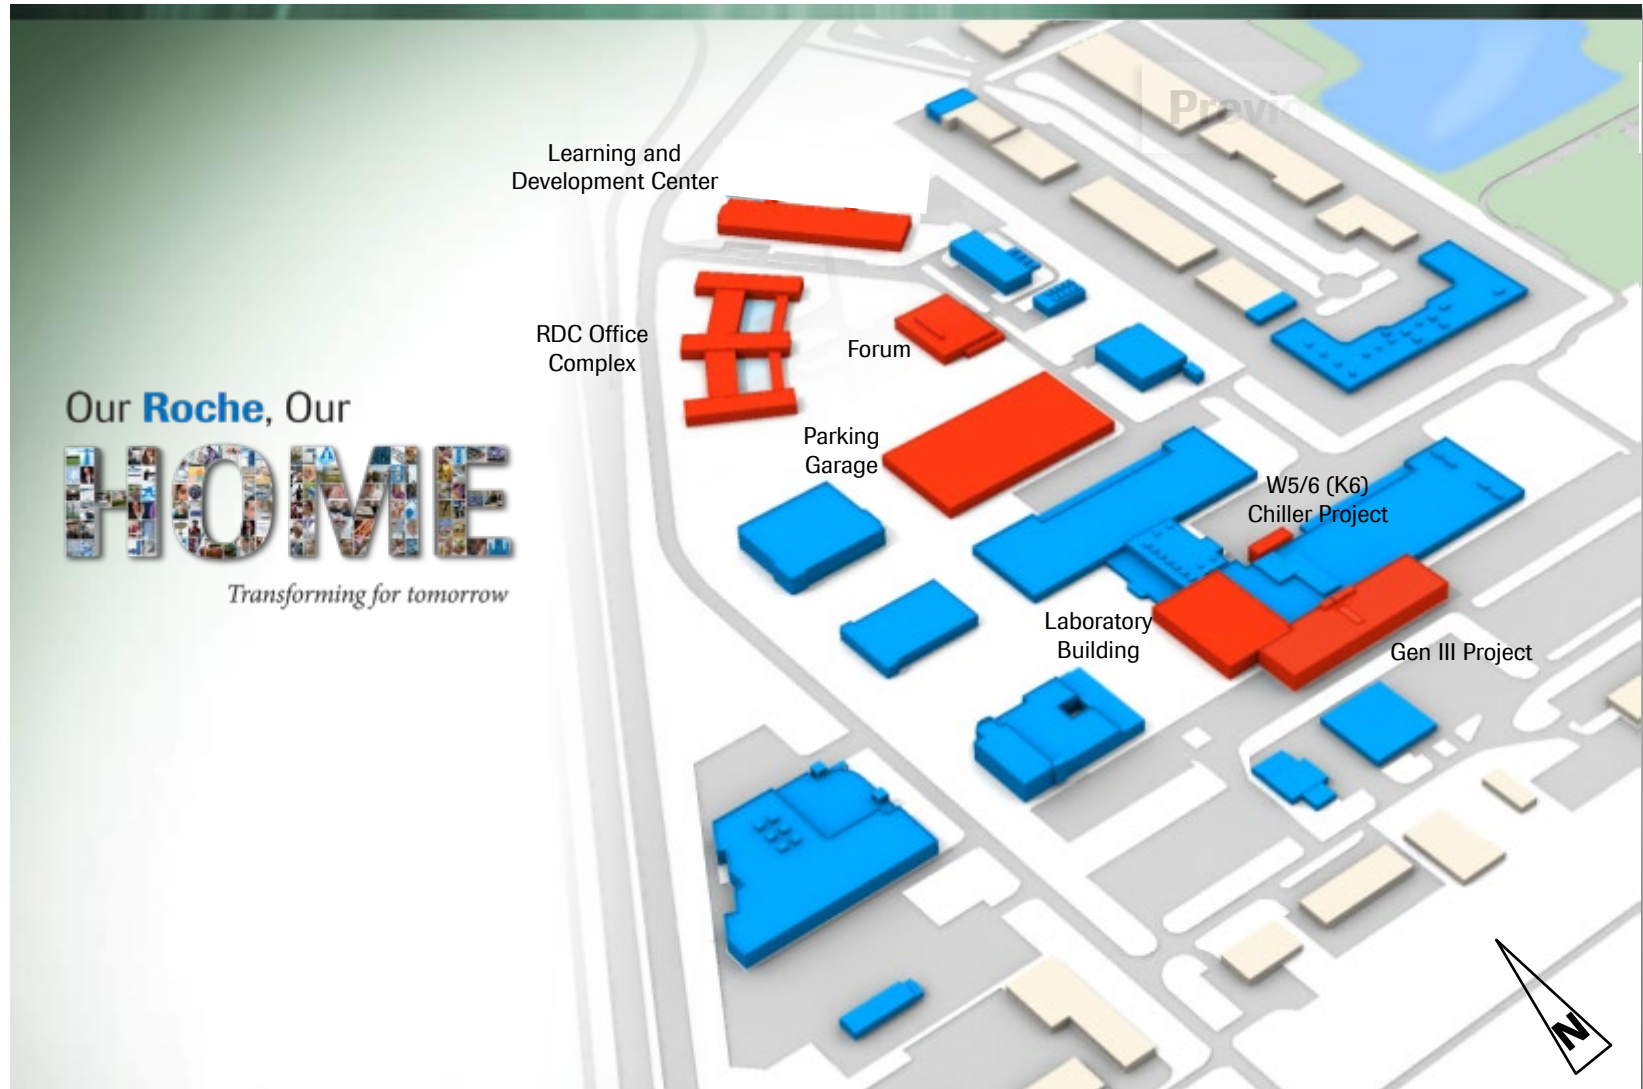 Learning and
Development Center
RDC Office
Complex
Forum
Our Roche, Our
HOME
Transforming for tomorrow
Parking
Garage
W5/6 (K6)
Chiller Project
Laboratory
Building
Gen III Project
N